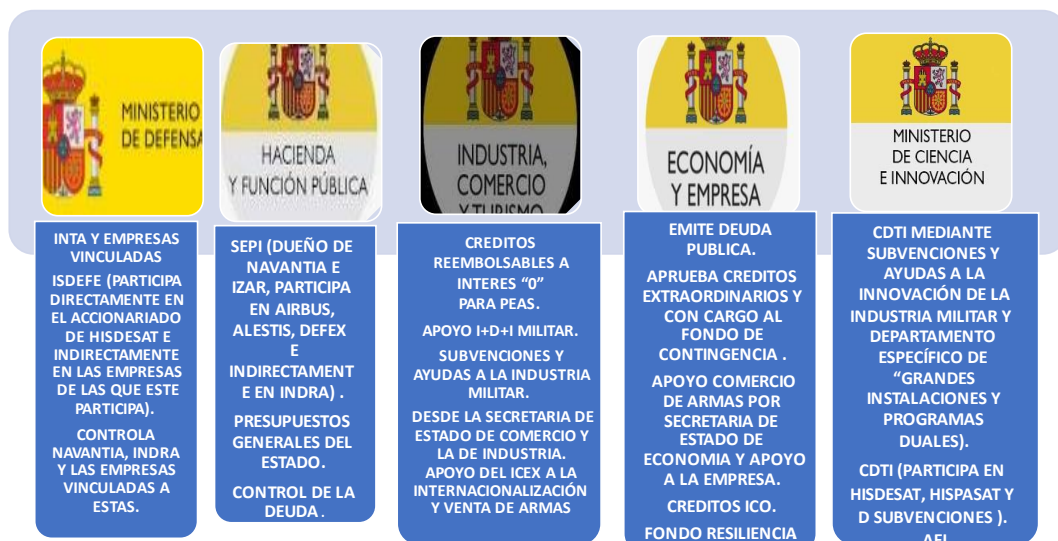 MINISTERIO
DE DEFENSA
HACIENDA
Y FUNCIÓN PÚBLICA
INDUSTRIA,
COMERCIO
Y TURISMO
ECONOMÍA
Y EMPRESA
MINISTERIO
DE CIENCIA
E INNOVACIÓN
INTA Y EMPRESAS
VINCULADAS
ISDEFE (PARTICIPA
DIRECTAMENTE EN
EL ACCIONARIADO
DE HISDESAT E
INDIRECTAMENTE
EN LAS EMPRESAS
DE LAS QUE ESTE
PARTICIPA).
CONTROLA
NAVANTIA, INDRA
Y LAS EMPRESAS
VINCULADAS A
ESTAS.
SEPI (DUEÑO DE
NAVANTIA E
IZAR, PARTICIPA
EN AIRBUS,
ALESTIS, DEFEX
E
INDIRECTAMENT
E EN INDRA) .
PRESUPUESTOS
GENERALES DEL
ESTADO.
CONTROL DE LA
DEUDA .
CREDITOS
REEMBOLSABLES A
INTERES “0”
PARA PEAS.
APOYO I+D+I MILITAR.
SUBVENCIONES Y
AYUDAS A LA INDUSTRIA
MILITAR.
DESDE LA SECRETARIA DE
ESTADO DE COMERCIO Y
LA DE INDUSTRIA.
APOYO DEL ICEX A LA
INTERNACIONALIZACIÓN
Y VENTA DE ARMAS
EMITE DEUDA
PUBLICA.
APRUEBA CREDITOS
EXTRAORDINARIOS Y
CON CARGO AL
FONDO DE
CONTINGENCIA .
APOYO COMERCIO
DE ARMAS POR
SECRETARIA DE
ESTADO DE
ECONOMIA Y APOYO
A LA EMPRESA.
CREDITOS ICO.
FONDO RESILIENCIA
CDTI MEDIANTE
SUBVENCIONES Y
AYUDAS A LA
INNOVACIÓN DE LA
INDUSTRIA MILITAR Y
DEPARTAMENTO
ESPECÍFICO DE
“GRANDES
INSTALACIONES Y
PROGRAMAS
DUALES).
CDTI (PARTICIPA EN
HISDESAT, HISPASAT Y
D SUBVENCIONES ).